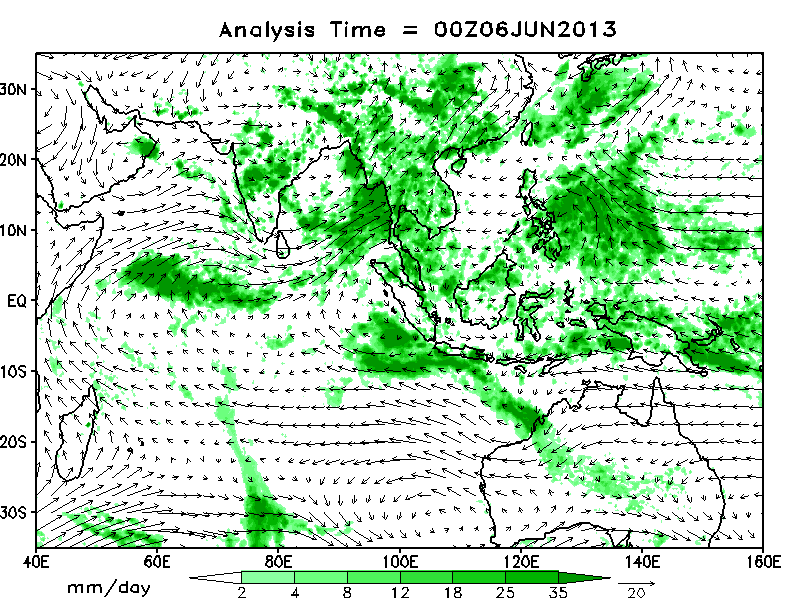 Analysis Time = 00Z06JUN2013
30N
20N
10N
EQ
10S
20S
30S
40E 60E 80E 100E 120E 140E 160E
mm/day
2 4 8 12 18 25 35
20